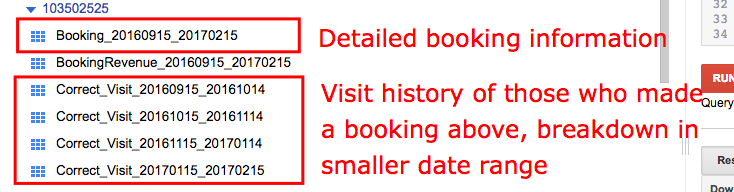 103502525
Booking_20160915_20170215
BookingRevenue_20160915_20170215
Correct_Visit_20160915_20161014
Correct_Visit_20161015_20161114
Correct_Visit_20161115_20170114
Correct_Visit_20170115_20170215
Detailed booking information
Visit history of those who made
a booking above, breakdown in
smaller date range
32
33
34
RUN
Query
Res
Dow